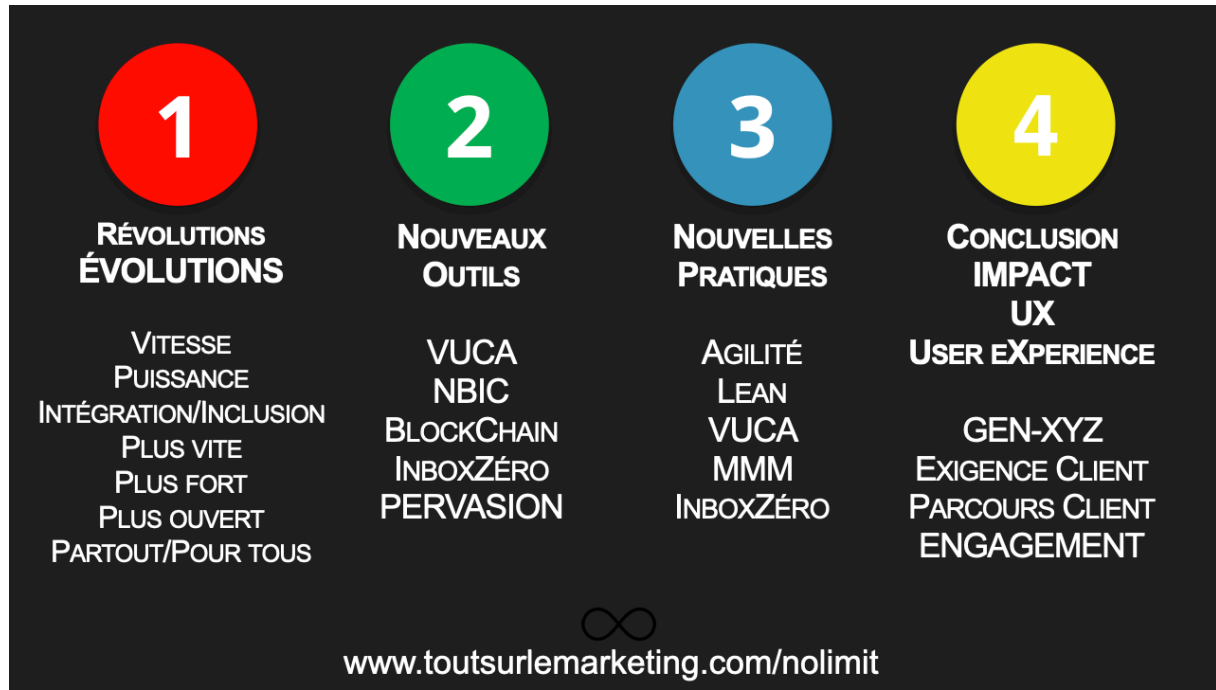 1
RÉVOLUTIONS
ÉVOLUTIONS
VITESSE
PUISSANCE
INTÉGRATION/INCLUSION
PLUS VITE
PLUS FORT
PLUS OUVERT
PARTOUT/POUR TOUS
2
NOUVEAUX
OUTILS
VUCA
NBIC
BLOCKCHAIN
INBOXZÉRO
PERVASION
3
NOUVELLES
PRATIQUES
AGILITÉ
LEAN
VUCA
MMM
INBOXZÉRO
4
CONCLUSION
IMPACT
UX
USER EXPERIENCE
GEN-XYZ
EXIGENCE CLIENT
PARCOURS CLIENT
ENGAGEMENT
www.toutsurlemarketing.com/nolimit